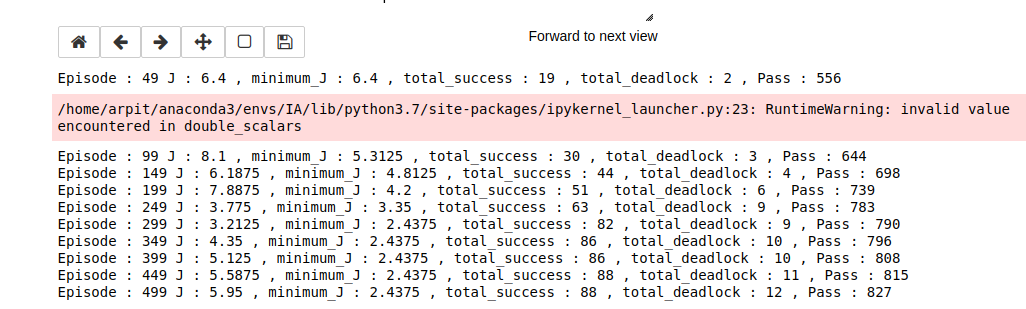 Forward to next view
Episode : 49 J : 6.4 , minimum_J : 6.4 , total_success : 19 , total_deadlock : 2 , Pass : 556
/home/arpit/anaconda3/envs/IA/lib/python3.7/site-packages/ipykernel_launcher.py:23: RuntimeWarning: invalid value
encountered in double_scalars
Episode : 99 J : 8.1 , minimum_J : 5.3125 , total_success : 30 , total_deadlock : 3 , Pass : 644
Episode : 149 J : 6.1875 , minimum_J : 4.8125 , total_success : 44 , total_deadlock : 4 , Pass : 698
Episode : 199 J : 7.8875 , minimum_J : 4.2 , total_success : 51 , total_deadlock : 6 , Pass : 739
Episode : 249 J : 3.775 , minimum_J : 3.35 , total_success : 63 , total_deadlock : 9 , Pass : 783
Episode : 299 J : 3.2125 , minimum_J : 2.4375 , total_success : 82 , total_deadlock : 9 , Pass : 790
Episode : 349 J : 4.35 , minimum_J : 2.4375 , total_success : 86 , total_deadlock : 10 , Pass : 796
Episode : 399 J : 5.125 , minimum_J : 2.4375 , total_success : 86 , total_deadlock : 10 , Pass : 808
Episode : 449 J : 5.5875 , minimum_J : 2.4375 , total_success : 88 , total_deadlock : 11 , Pass : 815
Episode : 499 J : 5.95 , minimum_J : 2.4375 , total_success : 88 , total_deadlock : 12 , Pass : 827